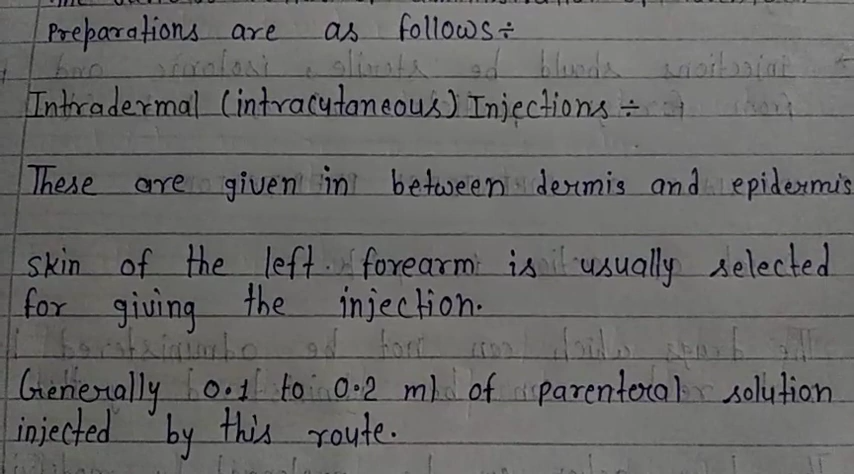 Preparations are as follows ÷
Intradermal (intracutaneous) Injections ÷
These are given in between dermis and epidermis
skin of the left forearm is usually selected
for giving the injection.
Generally 0.1 to 0.2 ml of parenteral solution
injected by this route.